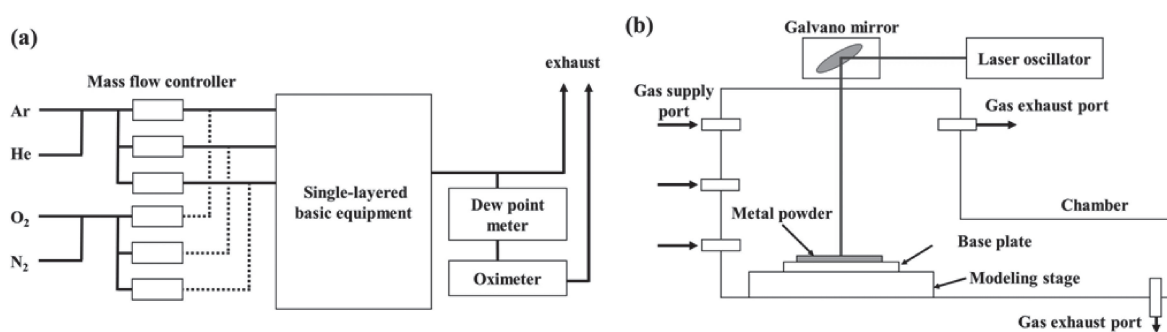 (a)
Mass flow controller
Ar
He
O₂
N₂
Single-layered
basic equipment
exhaust
Dew point
meter
Oximeter
(b)
Galvano mirror
Laser oscillator
Gas supply
port
Gas exhaust port
Chamber
Metal powder
Base plate
Modeling stage
Gas exhaust port